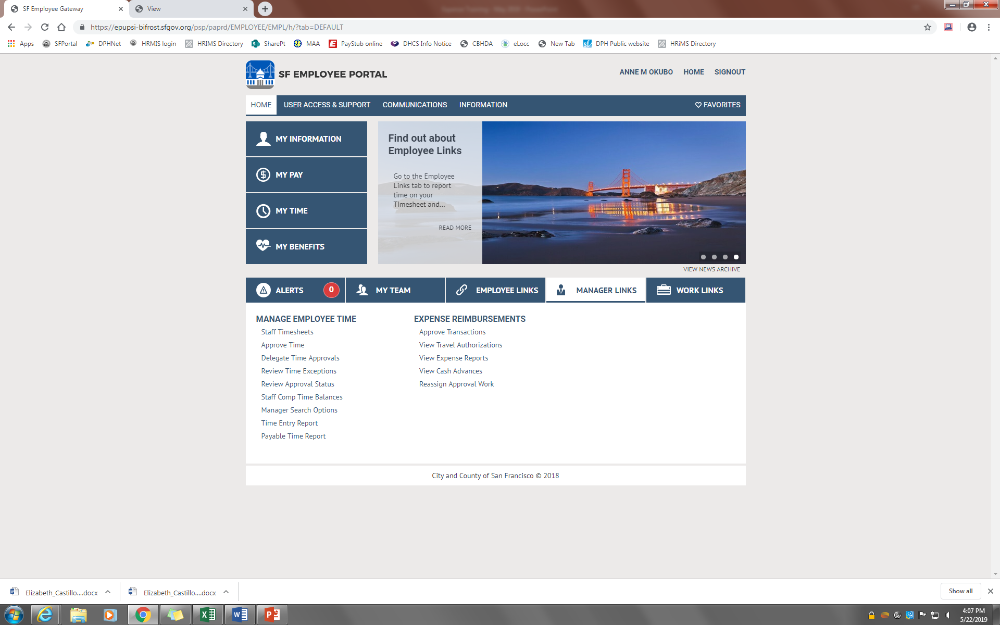 SF Employee Gateway
View
https://epupsi-bifrost.sfgov.org/psp/paprd/EMPLOYEE/EMPL/h/?tab=DEFAULT
Apps SFPortal DPHNet HRMIS login HRIMS Directory SharePt MAA PayStub online DHCS Info Notice CBHDA eLocc New Tab DPH Public website HRiMS Directory
SF EMPLOYEE PORTAL
ANNE M OKUBO HOME SIGNOUT
HOME USER ACCESS & SUPPORT COMMUNICATIONS INFORMATION FAVORITES
MY INFORMATION
MY PAY
MY TIME
MY BENEFITS
Find out about
Employee Links
Go to the Employee
Links tab to report
time on your
Timesheet and...
READ MORE
VIEW NEWS ARCHIVE
ALERTS 0 MY TEAM EMPLOYEE LINKS MANAGER LINKS WORK LINKS
MANAGE EMPLOYEE TIME
Staff Timesheets
Approve Time
Delegate Time Approvals
Review Time Exceptions
Review Approval Status
Staff Comp Time Balances
Manager Search Options
Time Entry Report
Payable Time Report
EXPENSE REIMBURSEMENTS
Approve Transactions
View Travel Authorizations
View Expense Reports
View Cash Advances
Reassign Approval Work
City and County of San Francisco © 2018
Elizabeth_Castillo....docx
Elizabeth_Castillo....docx
Show all
4:07 PM
5/22/2019